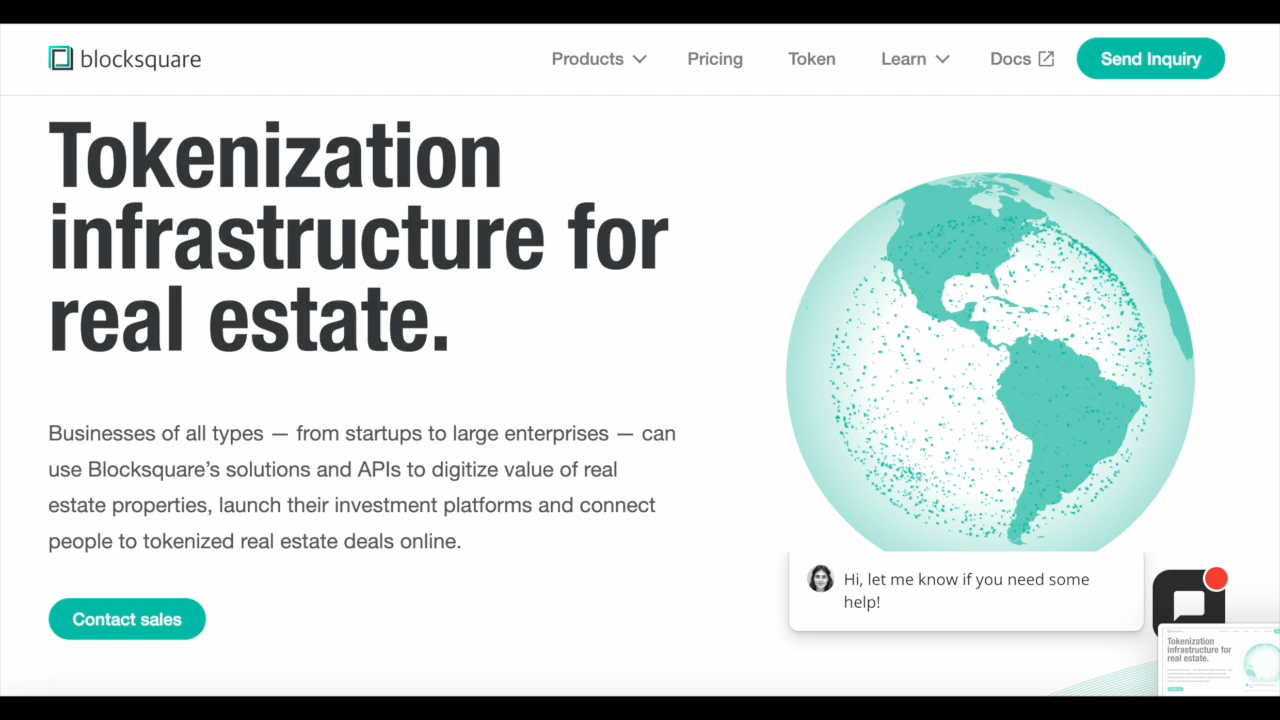 blocksquare
Products
Pricing
Token
Learn
Docs
Send Inquiry
Tokenization
infrastructure for
real estate.
Businesses of all types — from startups to large enterprises — can
use Blocksquare’s solutions and APIs to digitize value of real
estate properties, launch their investment platforms and connect
people to tokenized real estate deals online.
Contact sales
Hi, let me know if you need some
help!
Tokenization
infrastructure for
real estate.